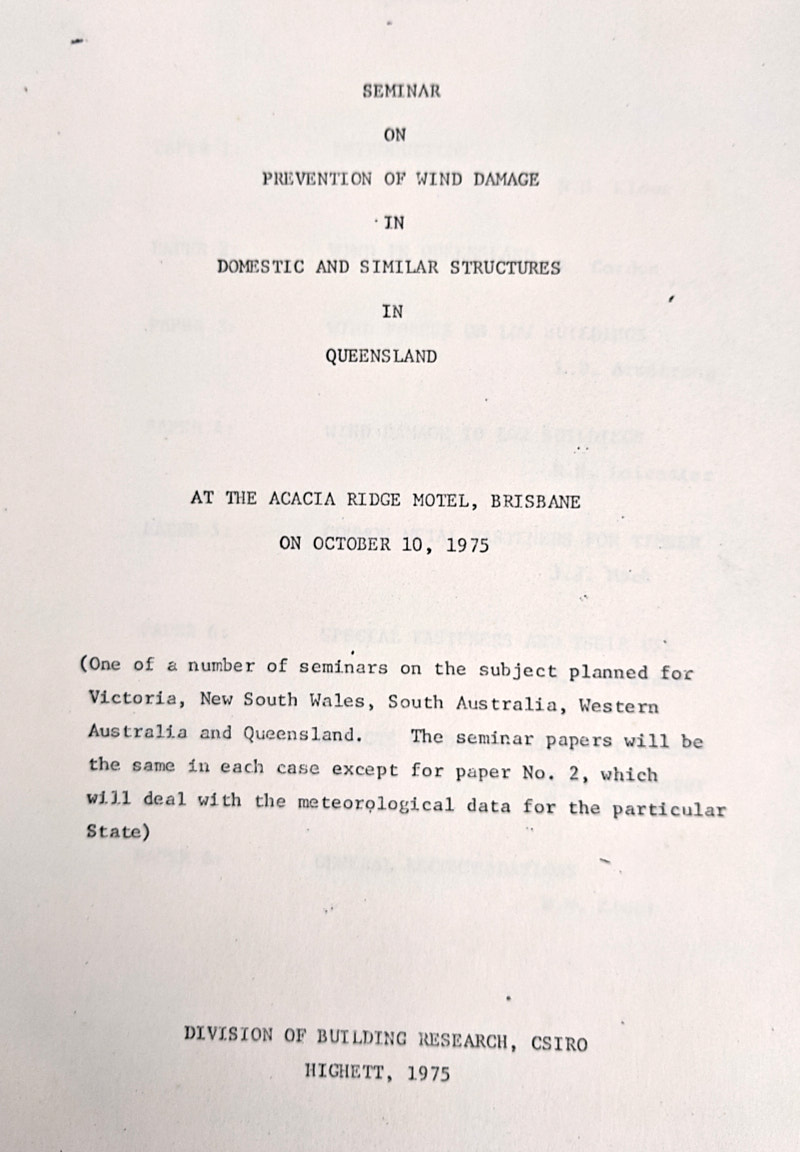 SEMINAR
ON
PREVENTION OF WIND DAMAGE
IN
DOMESTIC AND SIMILAR STRUCTURES
IN
QUEENSLAND
AT THE ACACIA RIDGE MOTEL, BRISBANE
ON OCTOBER 10, 1975
(One of a number of seminars on the subject planned for
Victoria, New South Wales, South Australia, Western
Australia and Queensland. The seminar papers will be
the same in each case except for paper No. 2, which
will deal with the meteorological data for the particular
State)
DIVISION OF BUILDING RESEARCH, CSIRO
HIGHETT, 1975